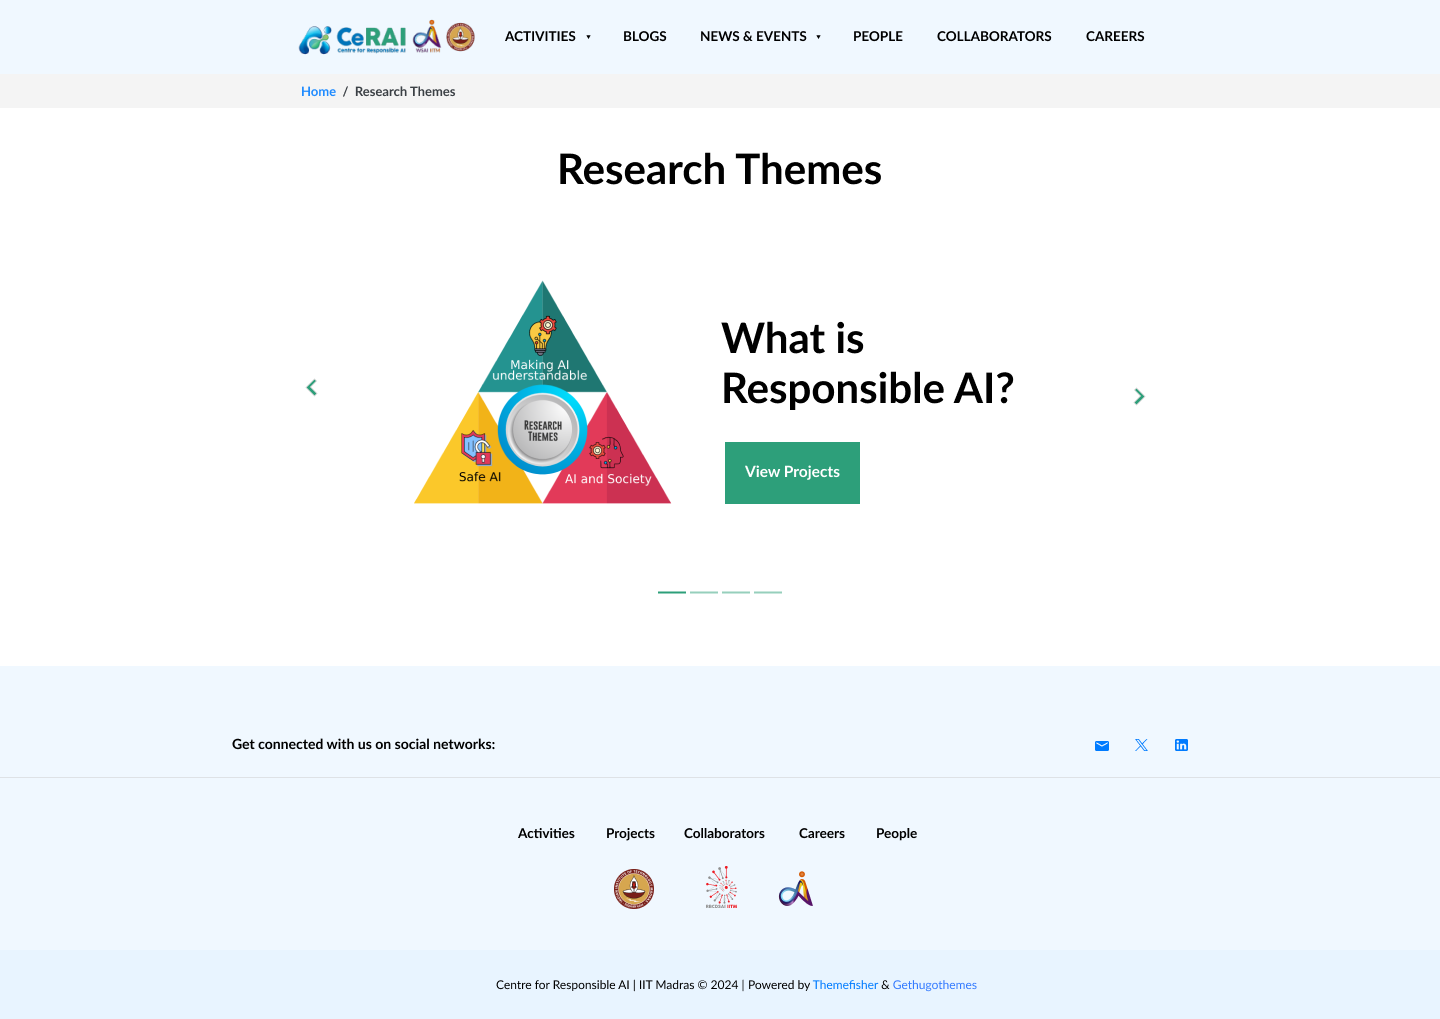 CeRAI
Centre for Responsible AI
WSAI IITM
ACTIVITIES ▾
BLOGS
NEWS & EVENTS ▾
PEOPLE
COLLABORATORS
CAREERS
Home / Research Themes
Research Themes
Making AI
understandable
RESEARCH
THEMES
Safe AI
AI and Society
What is
Responsible AI?
View Projects
Get connected with us on social networks:
Activities
Projects
Collaborators
Careers
People
Centre for Responsible AI | IIT Madras © 2024 | Powered by Themefisher & Gethugothemes